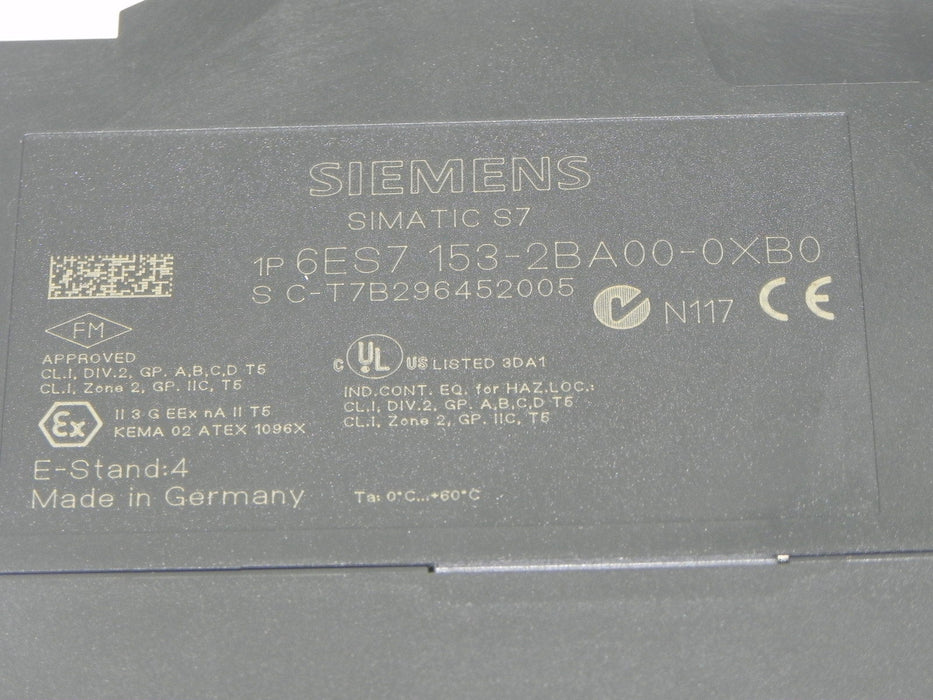 SIEMENS
SIMATIC S7
1P 6ES7 153-2BA00-0XB0
S C-T7B296452005
N117 CE
FM
APPROVED
CL.I, DIV.2, GP. A,B,C,D T5
CL.I, Zone 2, GP. IIC, T5
C UL US LISTED 3DA1
IND.CONT. EQ. for HAZ.LOC.:
CL.I, DIV.2, GP. A,B,C,D T5
CL.I, Zone 2, GP. IIC, T5
Ex II 3 G EEx nA II T5
KEMA 02 ATEX 1096X
E-Stand:4
Made in Germany
Ta: 0°C...+60°C